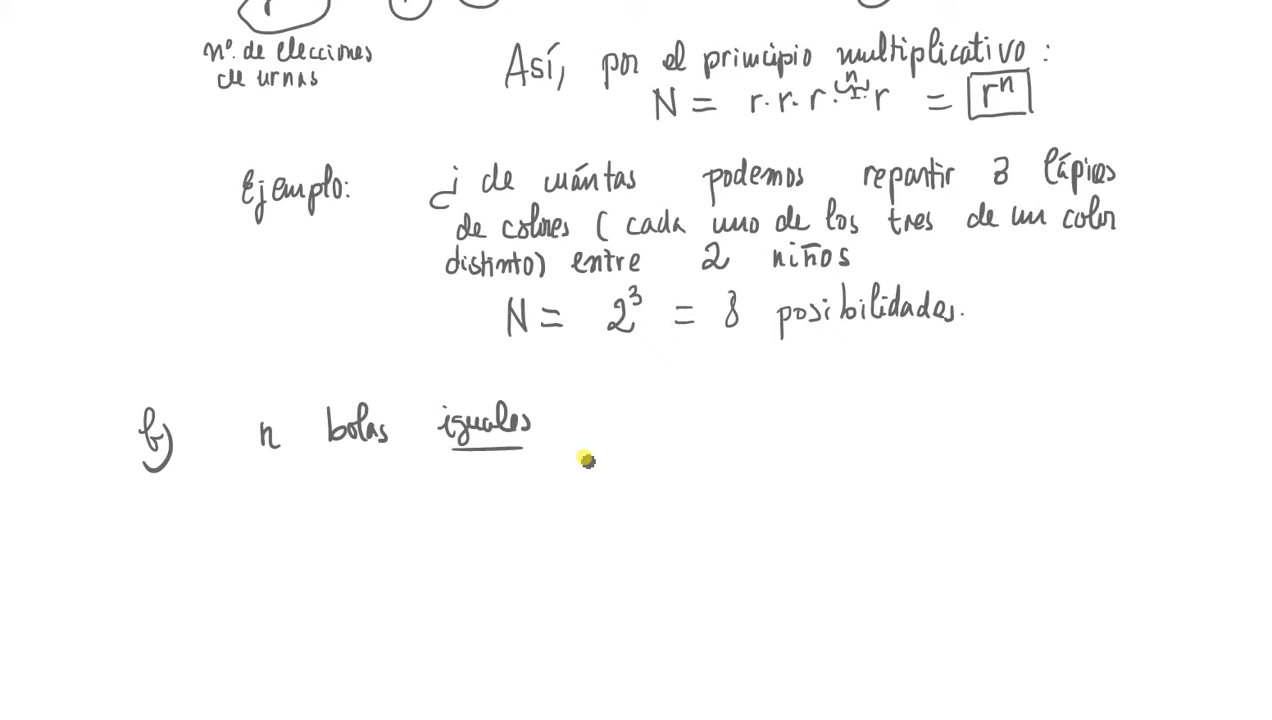 r
nº. de elecciones
de urnas
Así, por el principio multiplicativo:
N = r. r. r. n. r = rⁿ
Ejemplo: ¿ de cuántas podemos repartir 3 lápices
de colores ( cada uno de los tres de un color
distinto) entre 2 niños
N = 2³ = 8 posibilidades.
b) n bolas iguales